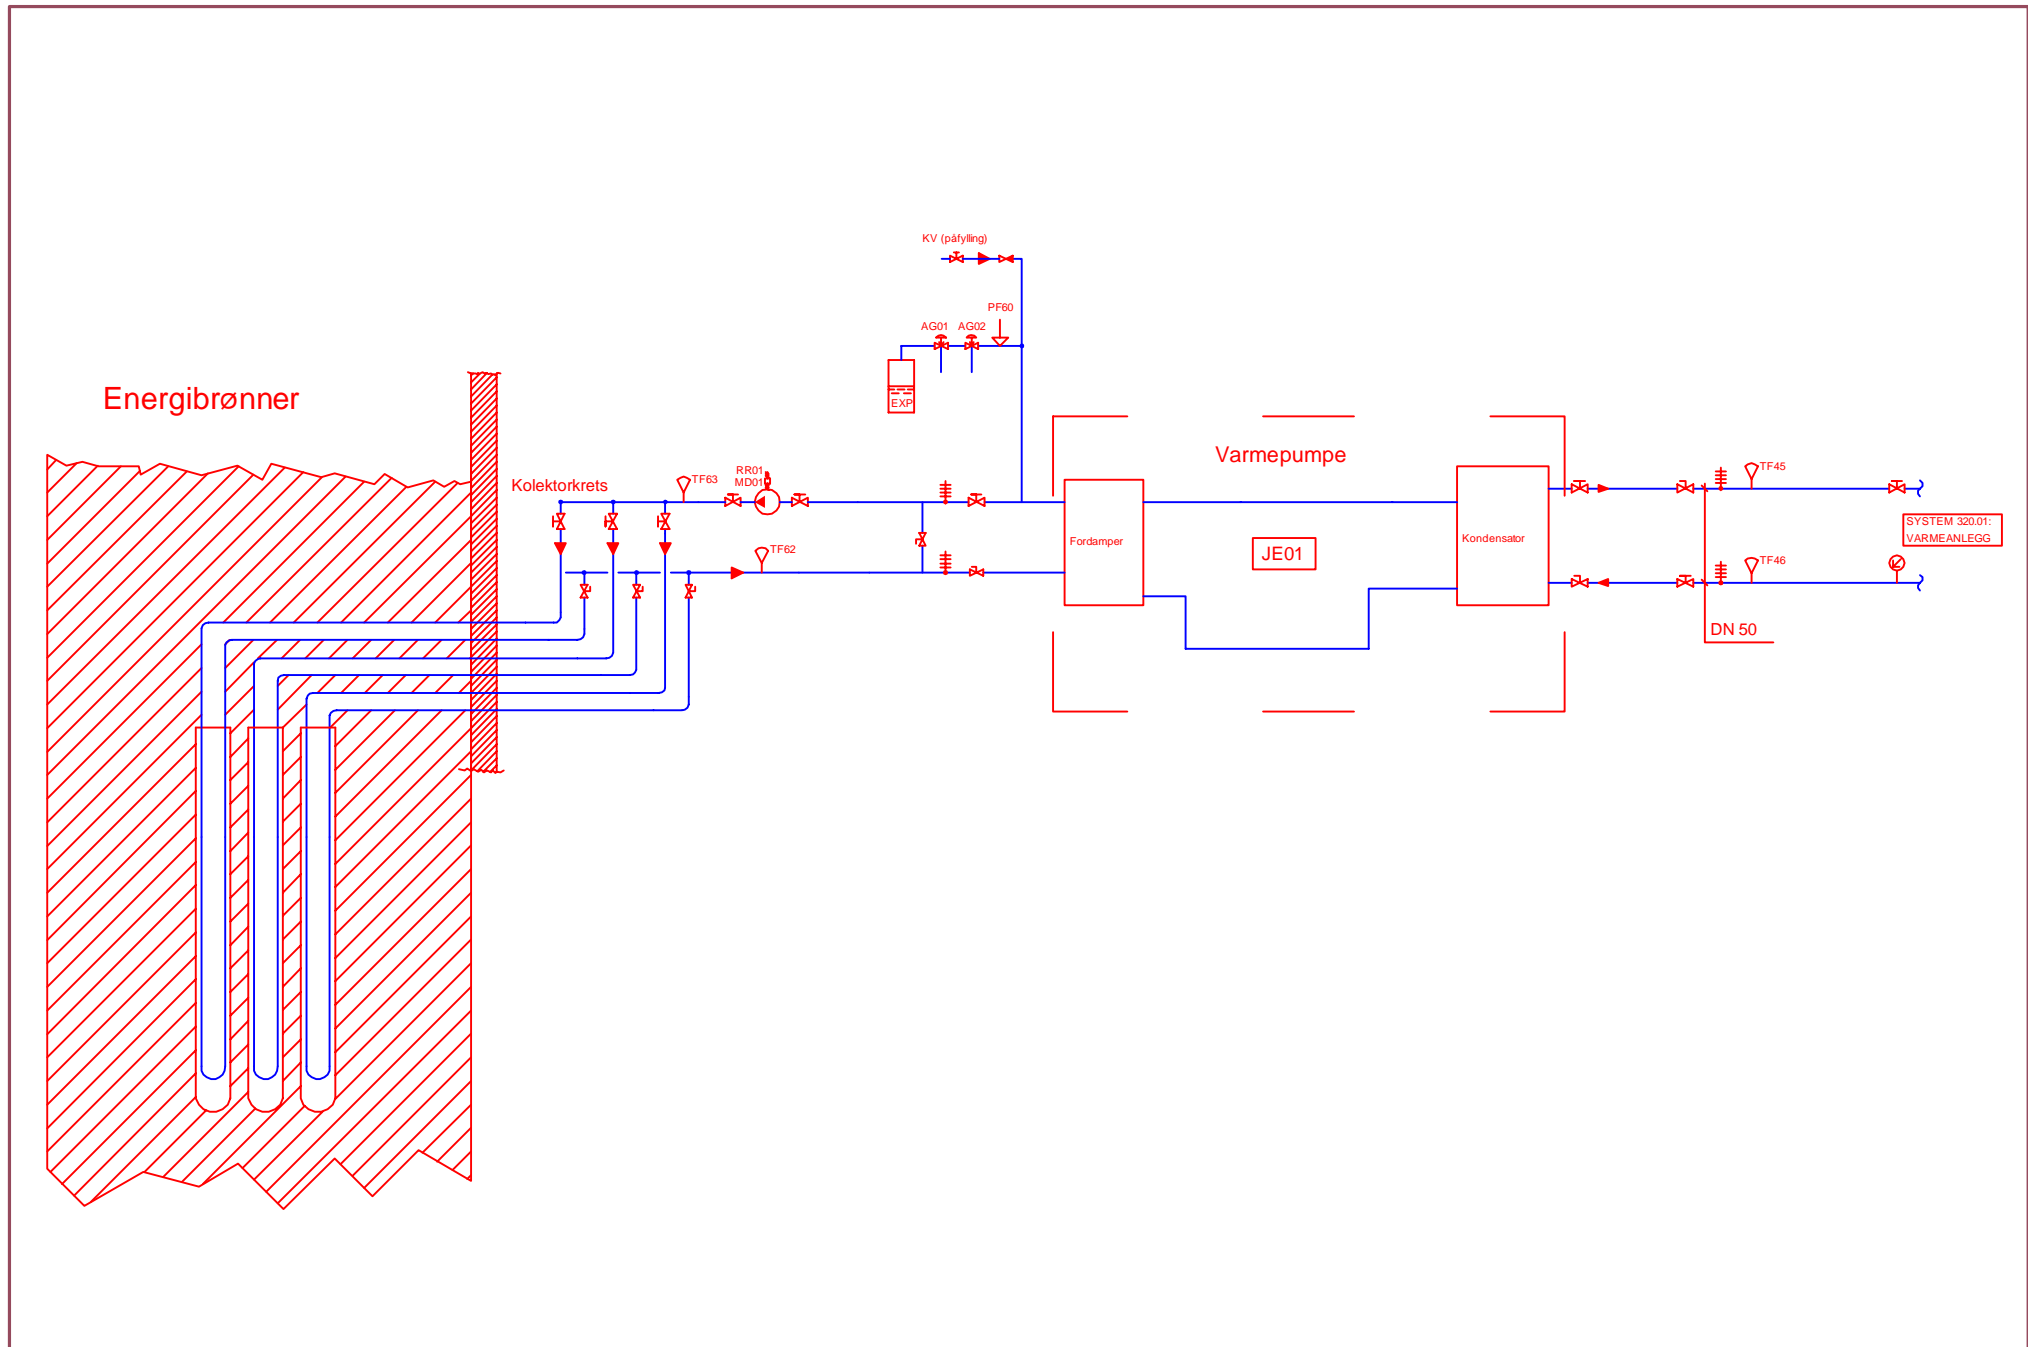 KV (påfylling)
PF60
AG01
AG02
EXP
Energibrønner
Kolektorkrets
TF63
RR01
MD01
TF62
Varmepumpe
Fordamper
JE01
Kondensator
TF45
SYSTEM 320.01:
VARMEANLEGG
TF46
DN 50